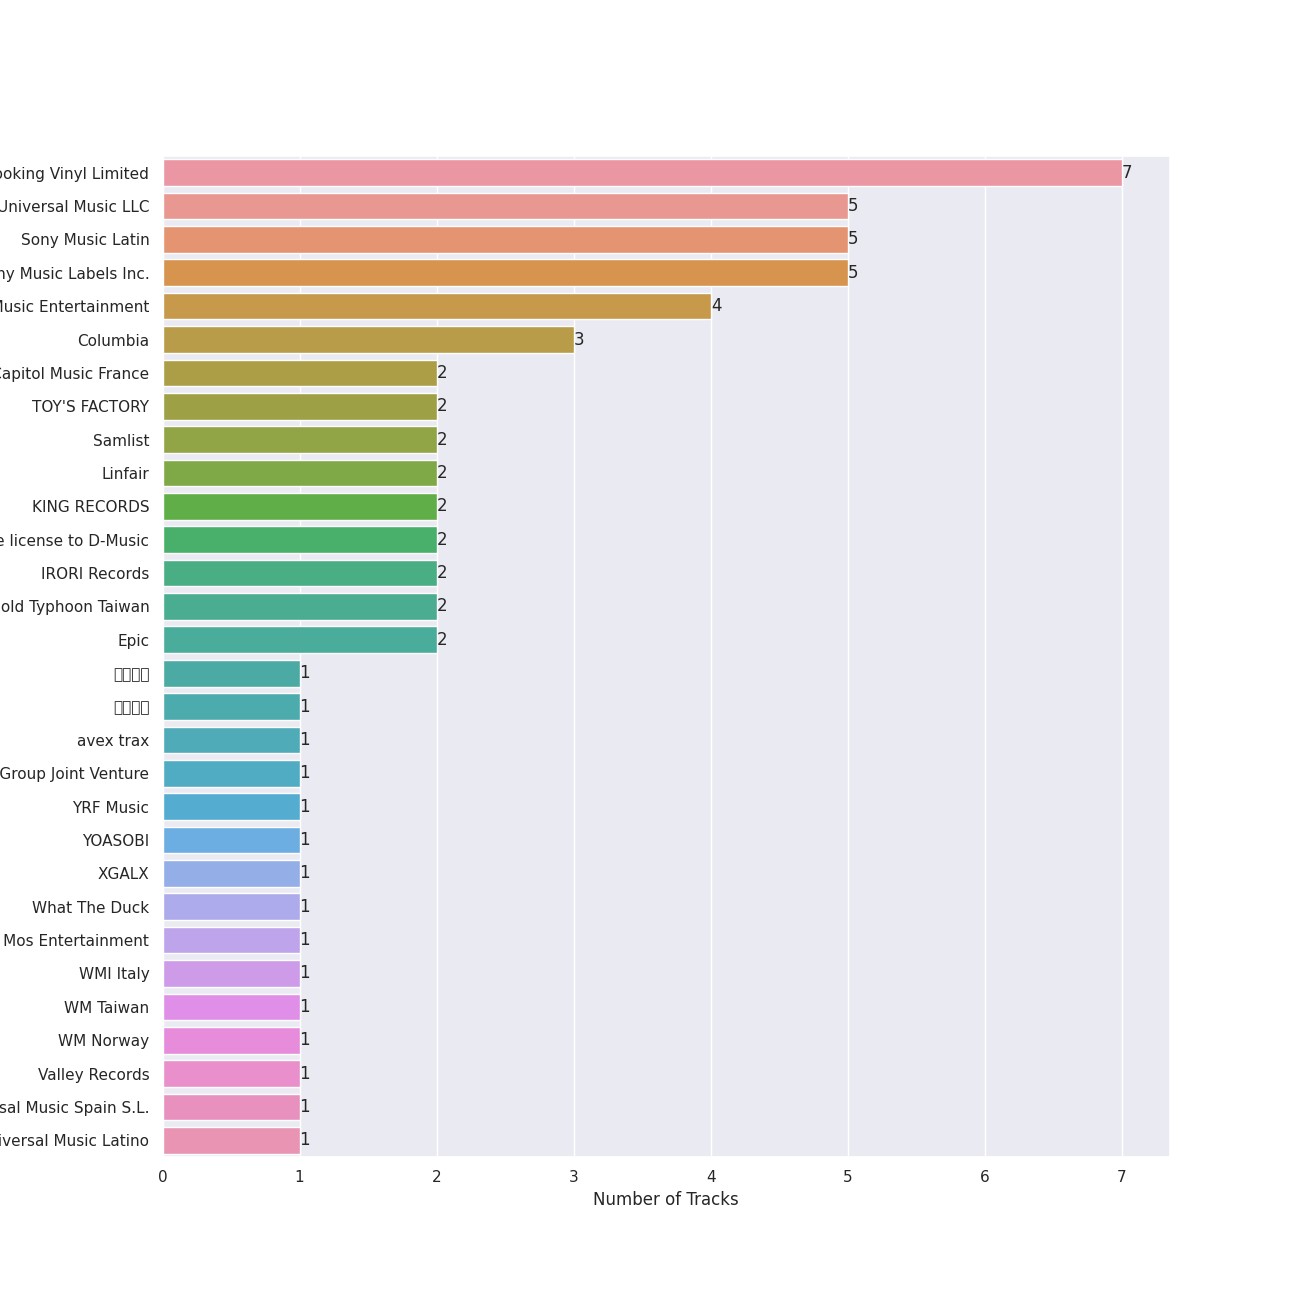 ooking Vinyl Limited 7
Universal Music LLC 5
Sony Music Latin 5
ny Music Labels Inc. 5
Music Entertainment 4
Columbia 3
Capitol Music France 2
TOY'S FACTORY 2
Samlist 2
Linfair 2
KING RECORDS 2
e license to D-Music 2
IRORI Records 2
old Typhoon Taiwan 2
Epic 2
1
1
avex trax 1
Group Joint Venture 1
YRF Music 1
YOASOBI 1
XGALX 1
What The Duck 1
Mos Entertainment 1
WMI Italy 1
WM Taiwan 1
WM Norway 1
Valley Records 1
sal Music Spain S.L. 1
iversal Music Latino 1
0 1 2 3 4 5 6 7
Number of Tracks